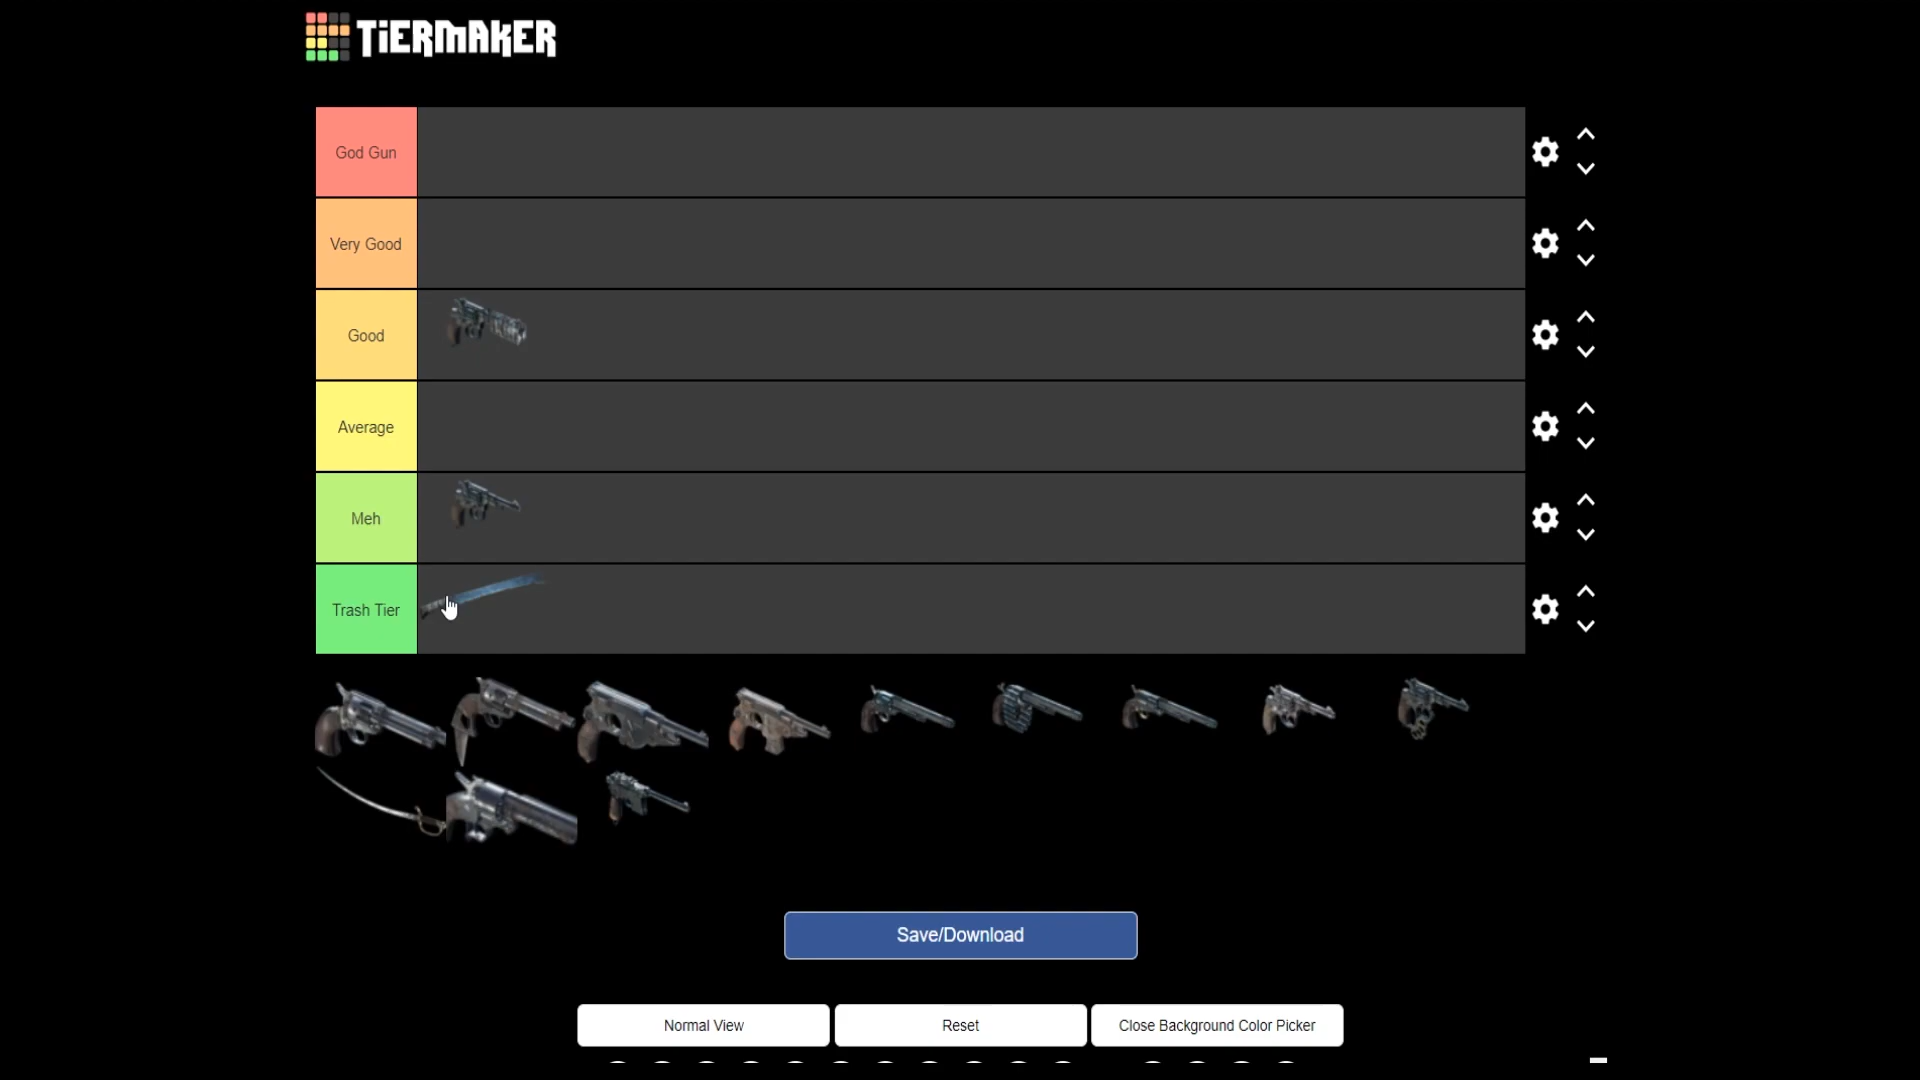 TiERMAKER
God Gun
Very Good
Good
Average
Meh
Trash Tier
Save/Download
Normal View
Reset
Close Background Color Picker